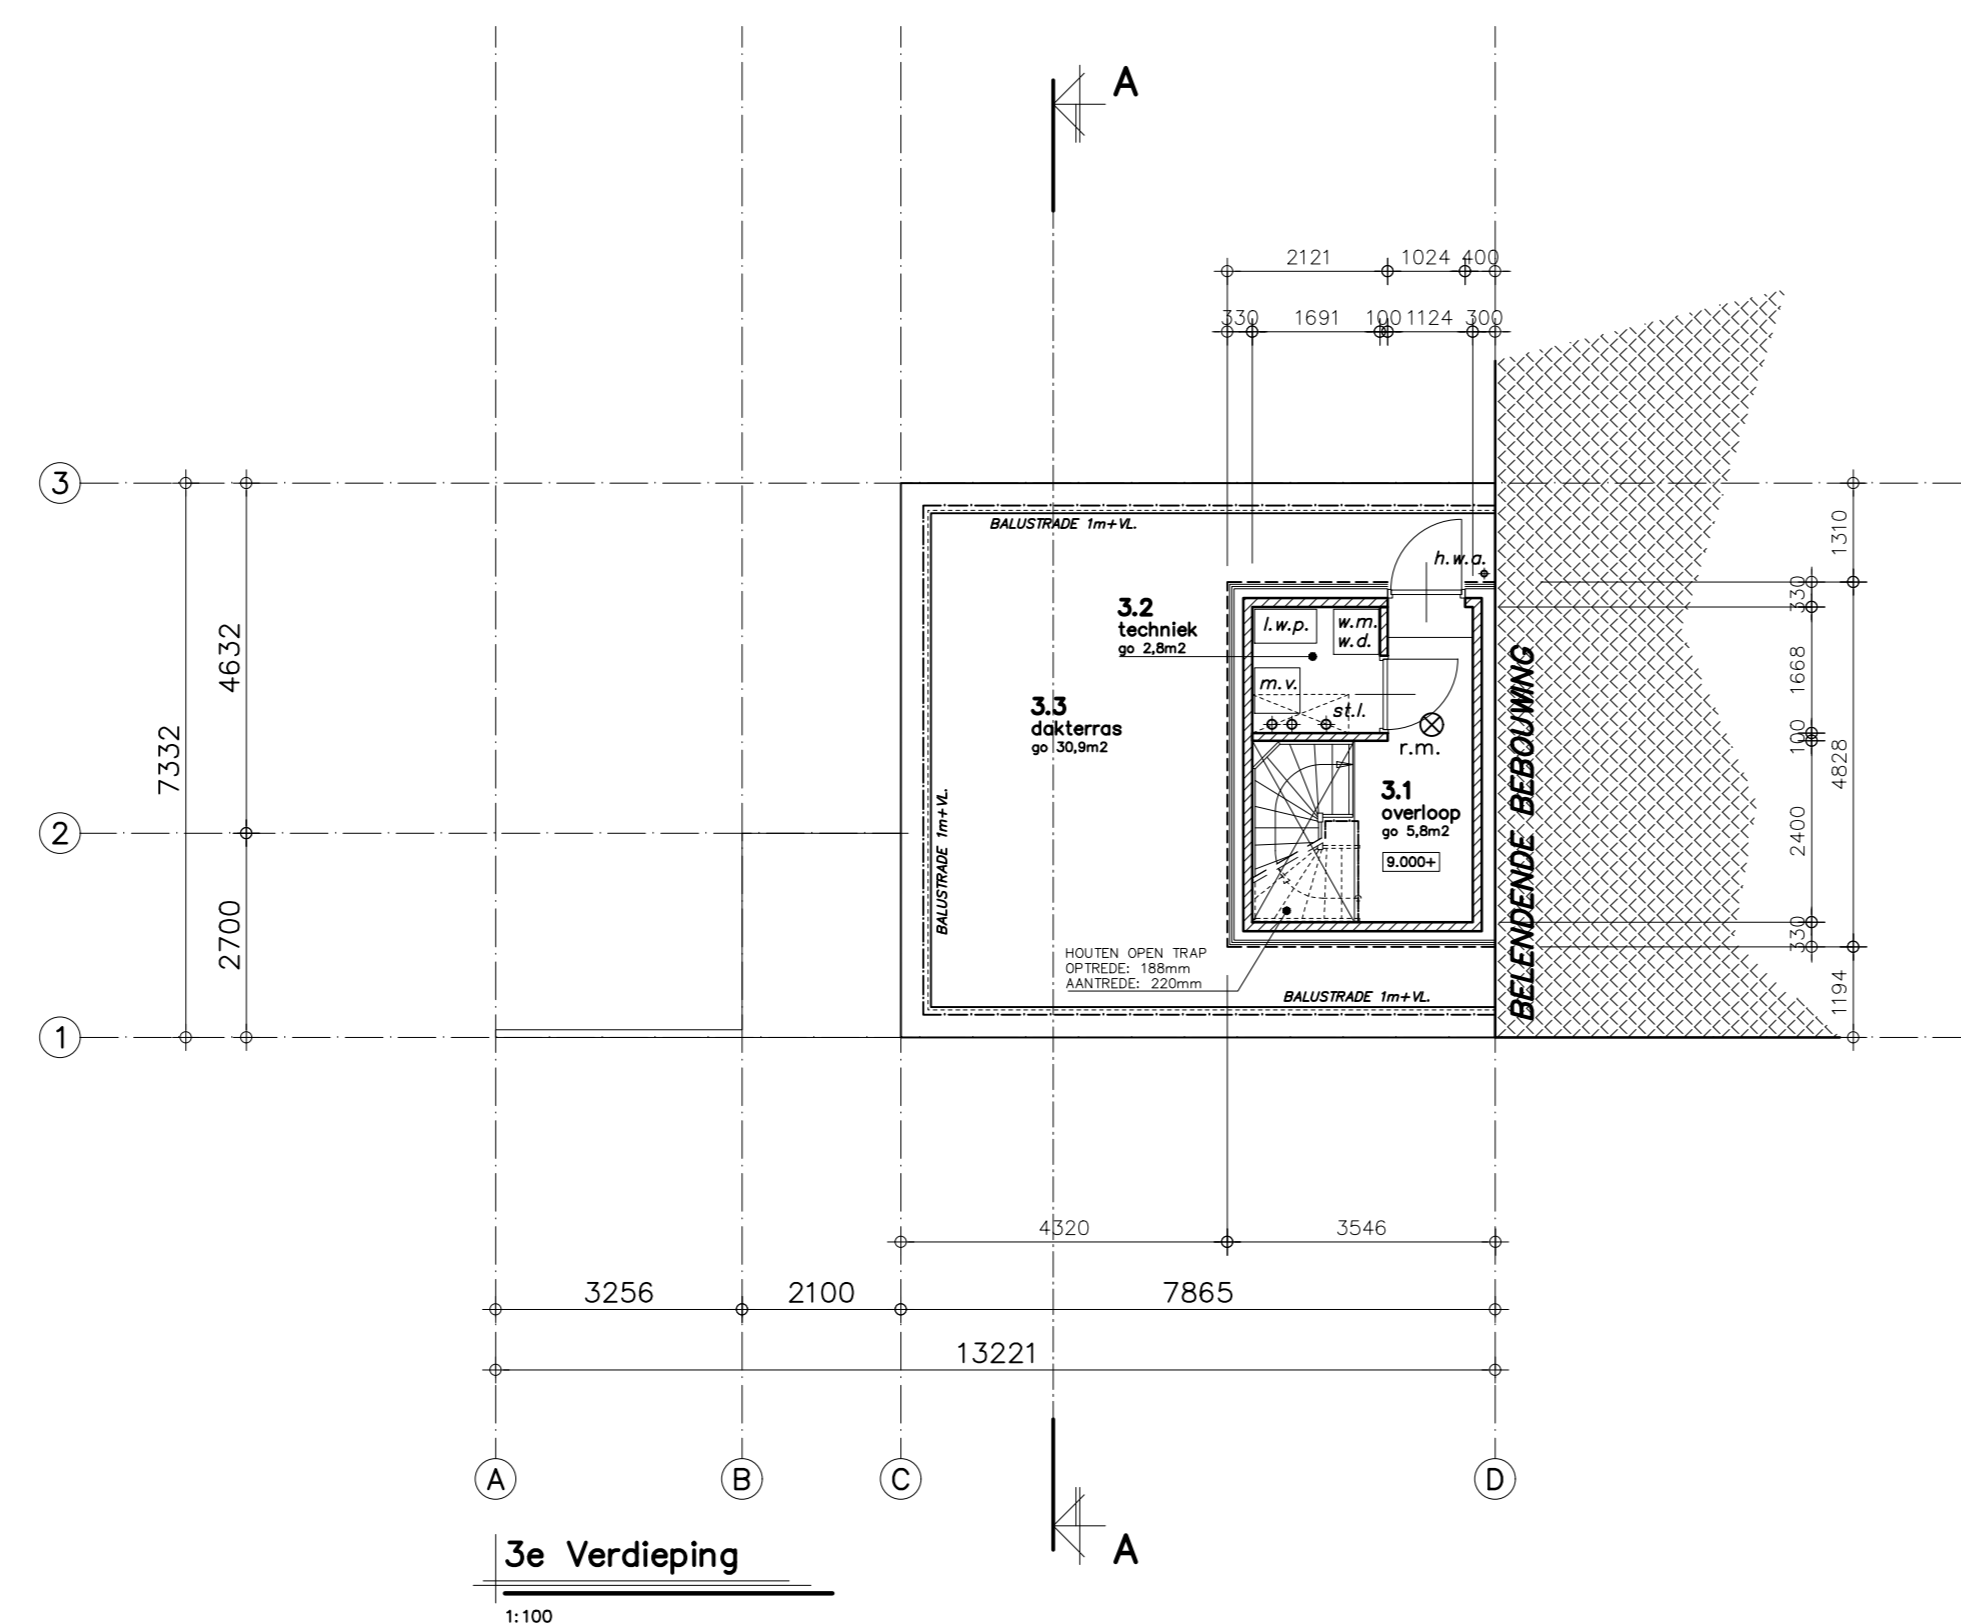 A
2121 1024 400
330 1691 100 1124 300
3
BALUSTRADE 1m+VL.
h.w.a.
1310
330
3.2
techniek
go 2,8m2
l.w.p.
w.m.
w.d.
4632
1668
m.v.
st.l.
3.3
dakterras
go 30,9m2
r.m.
7332
100
4828
BELENDENDE BEBOUWING
3.1
overloop
go 5,8m2
9.000+
2
BALUSTRADE 1m+VL.
2400
2700
330
HOUTEN OPEN TRAP
OPTREDE: 188mm
AANTREDE: 220mm
BALUSTRADE 1m+VL.
1194
1
4320 3546
3256 2100 7865
13221
A B C D
A
3e Verdieping
1:100